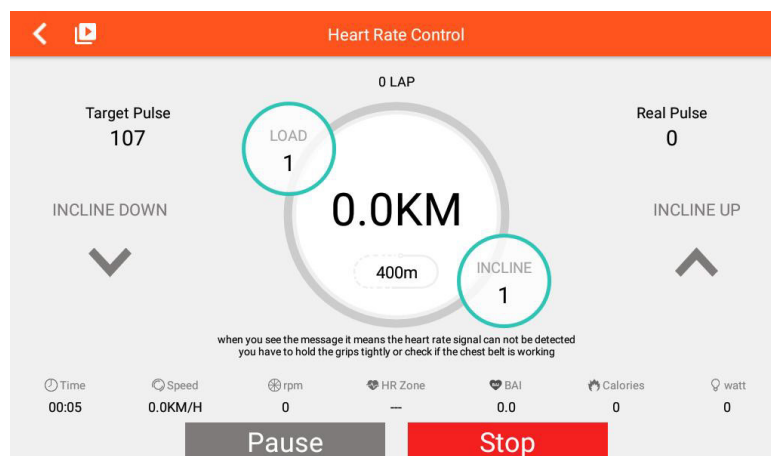 Heart Rate Control
0 LAP
Target Pulse
107
Real Pulse
0
LOAD
1
INCLINE DOWN
0.0KM
INCLINE UP
400m
INCLINE
1
when you see the message it means the heart rate signal can not be detected
you have to hold the grips tightly or check if the chest belt is working
Time Speed rpm HR Zone BAI Calories watt
00:05 0.0KM/H 0 --- 0.0 0 0
Pause Stop